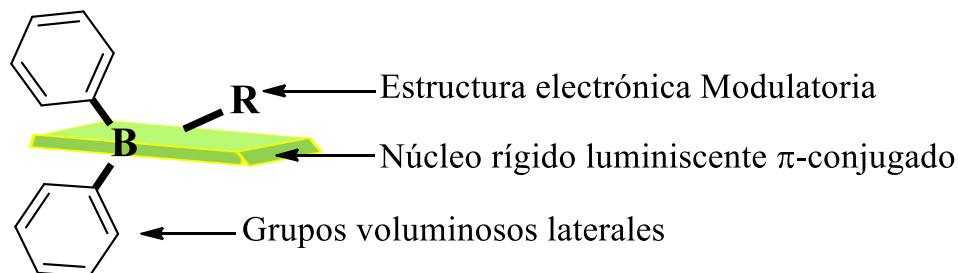 R
Estructura electrónica Modulatoria
B
Núcleo rígido luminiscente π-conjugado
Grupos voluminosos laterales